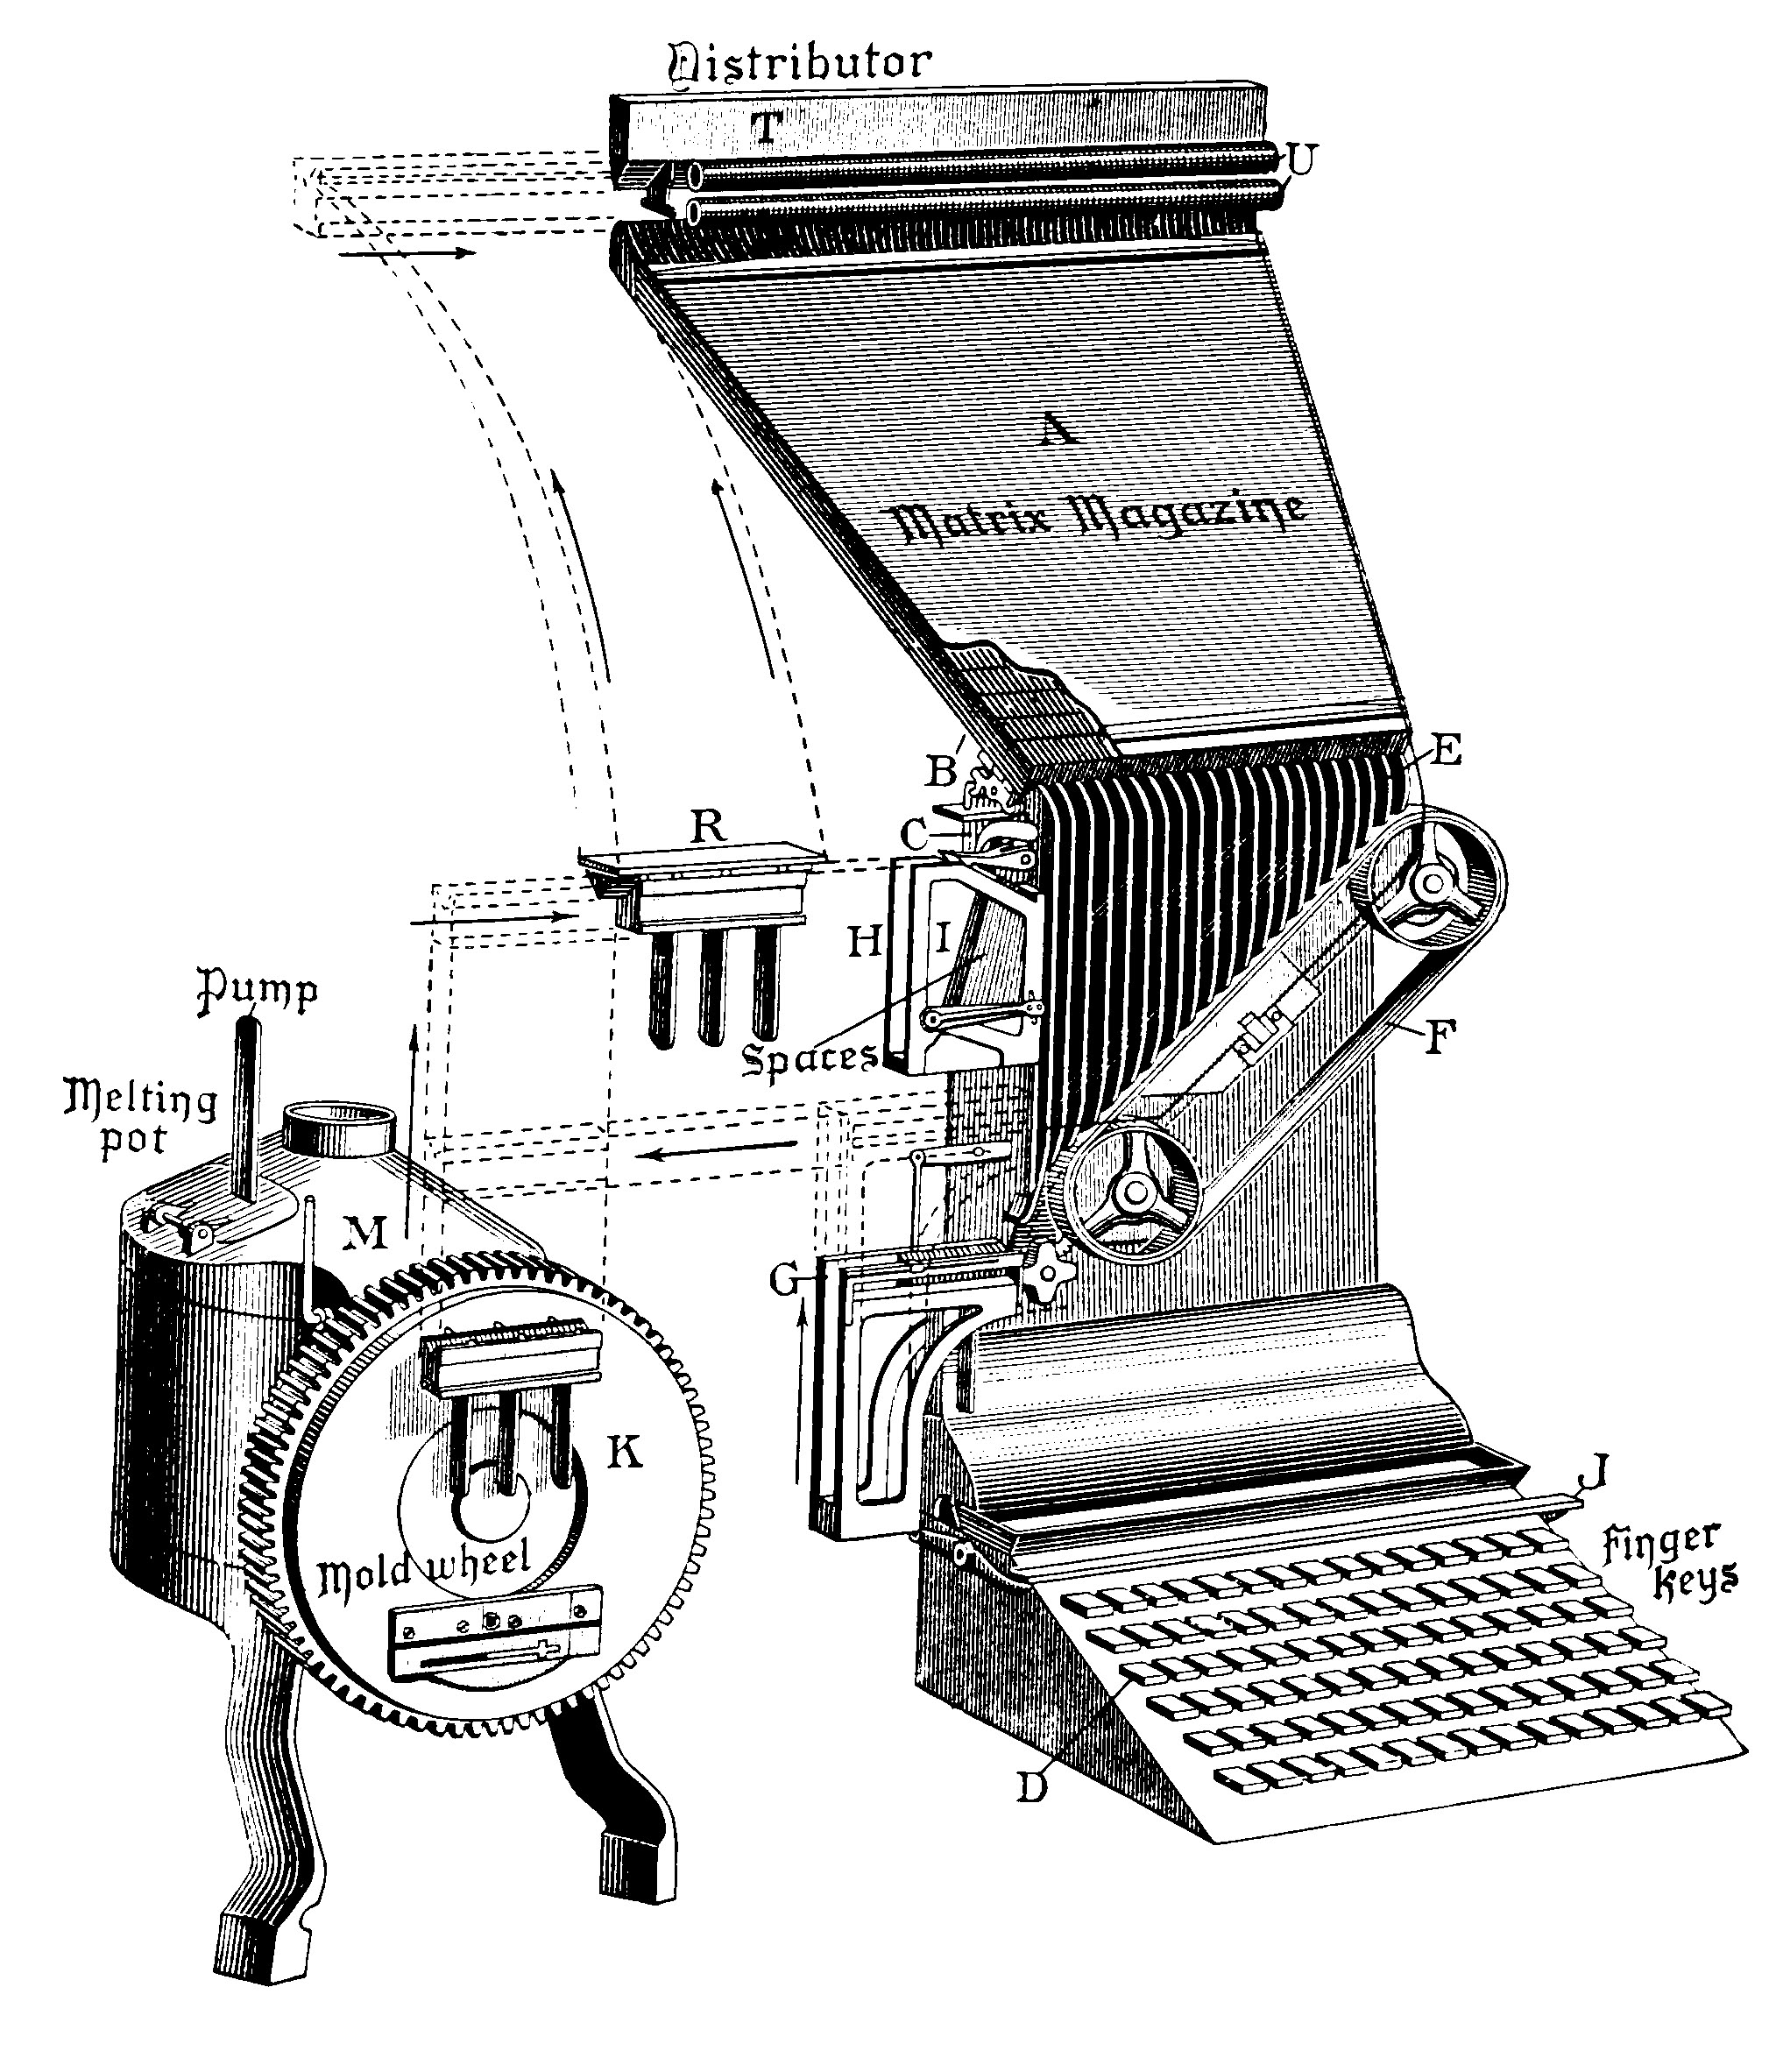 Distributor
T
U
A
Matrix Magazine
B
E
C
R
H
I
Spaces
F
Pump
Melting
pot
M
G
K
Mold wheel
J
Finger
keys
D